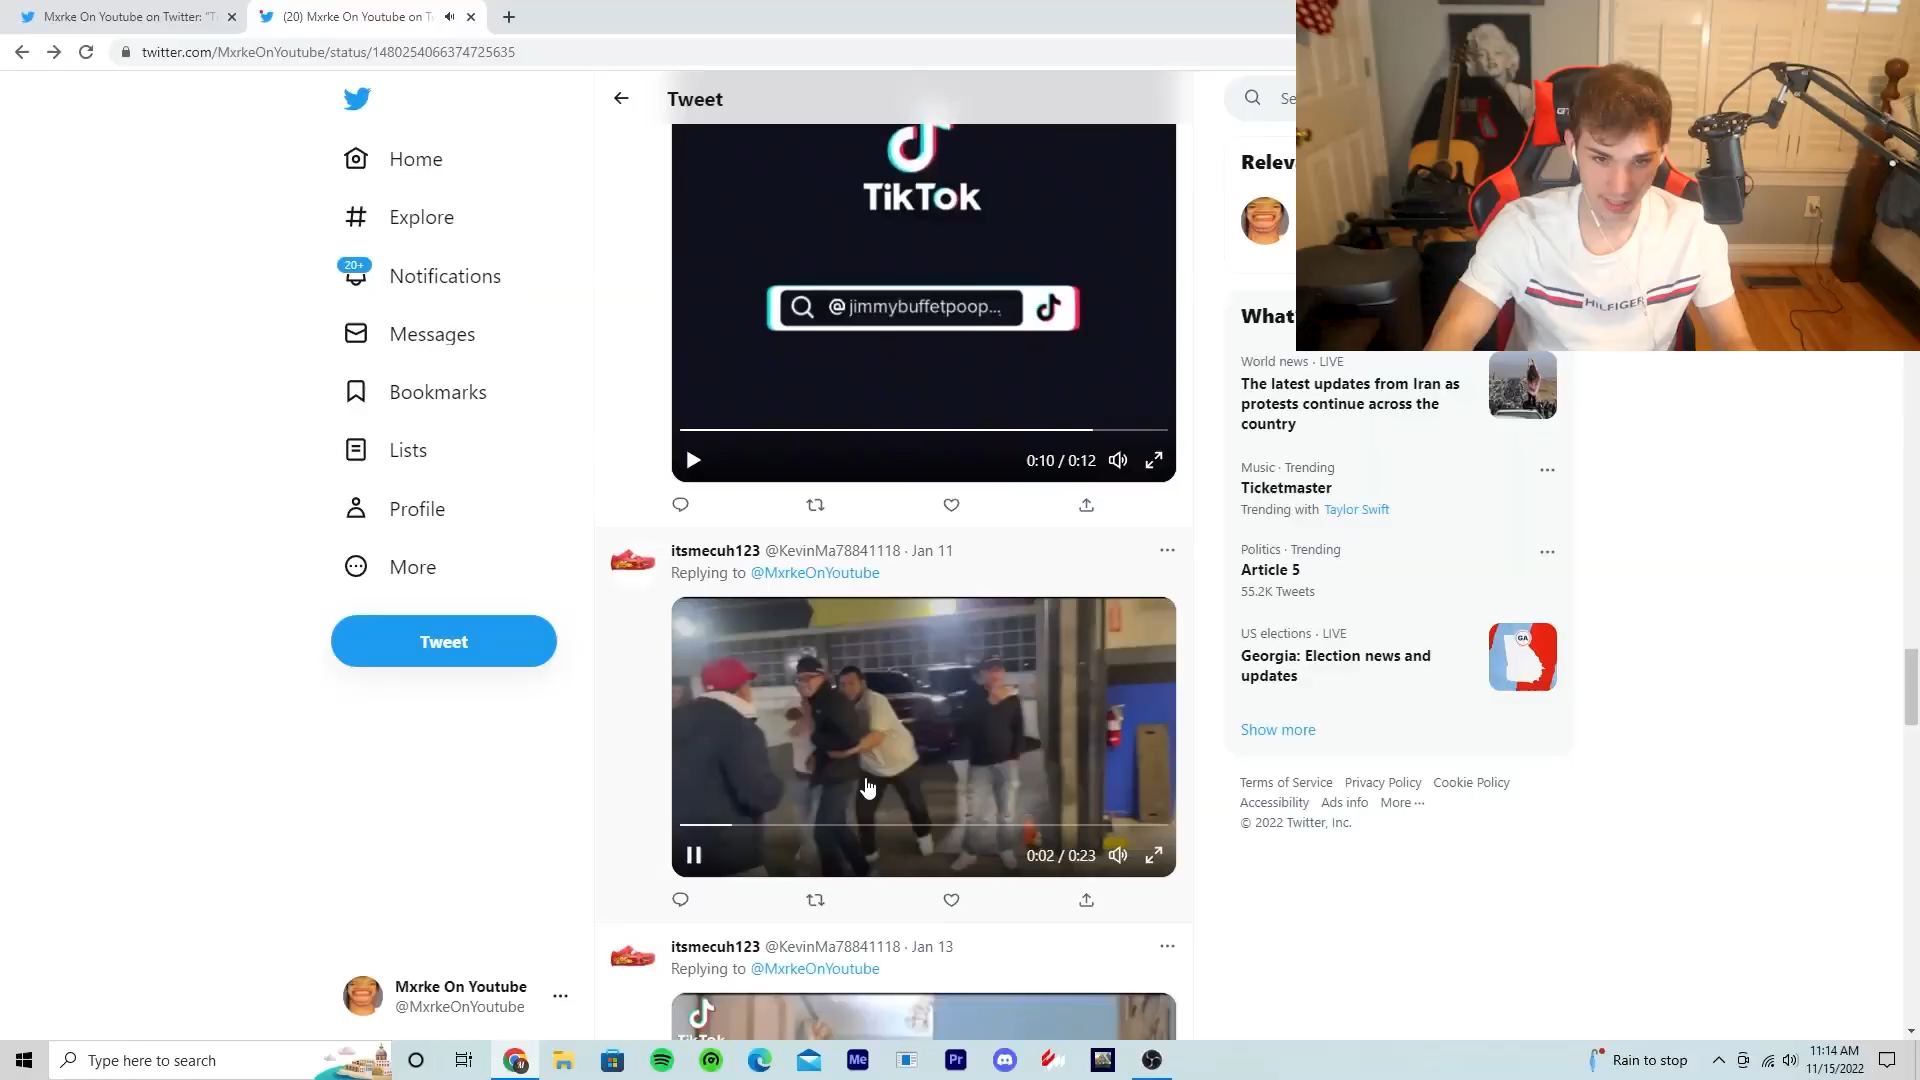 Mxrke On Youtube on Twitter: "T
(20) Mxrke On Youtube on T
twitter.com/MxrkeOnYoutube/status/1480254066374725635
Tweet
Home
Explore
20+
Notifications
Messages
Bookmarks
Lists
Profile
More
Tweet
Mxrke On Youtube
@MxrkeOnYoutube
TikTok
@jimmybuffetpoop...
0:10 / 0:12
itsmecuh123 @KevinMa78841118 · Jan 11
Replying to @MxrkeOnYoutube
0:02 / 0:23
itsmecuh123 @KevinMa78841118 · Jan 13
Replying to @MxrkeOnYoutube
TikTok
Se
Relev
What'
World news · LIVE
The latest updates from Iran as
protests continue across the
country
Music · Trending
Ticketmaster
Trending with Taylor Swift
Politics · Trending
Article 5
55.2K Tweets
US elections · LIVE
Georgia: Election news and
updates
GA
Show more
Terms of Service Privacy Policy Cookie Policy
Accessibility Ads info More ···
© 2022 Twitter, Inc.
HILFIGER
Type here to search
Me
Pr
Rain to stop
11:14 AM
11/15/2022